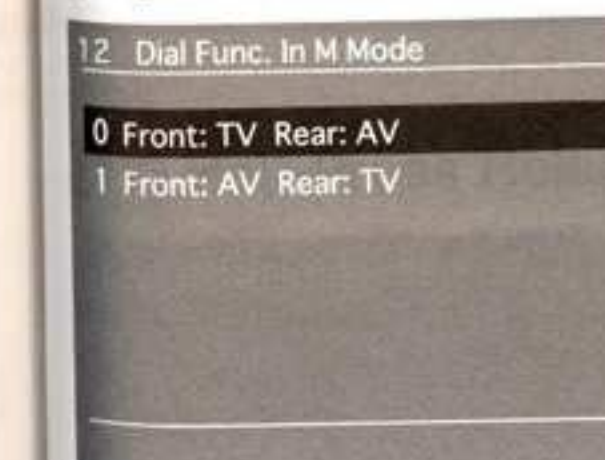 12 Dial Func. In M Mode
0 Front: TV Rear: AV
1 Front: AV Rear: TV